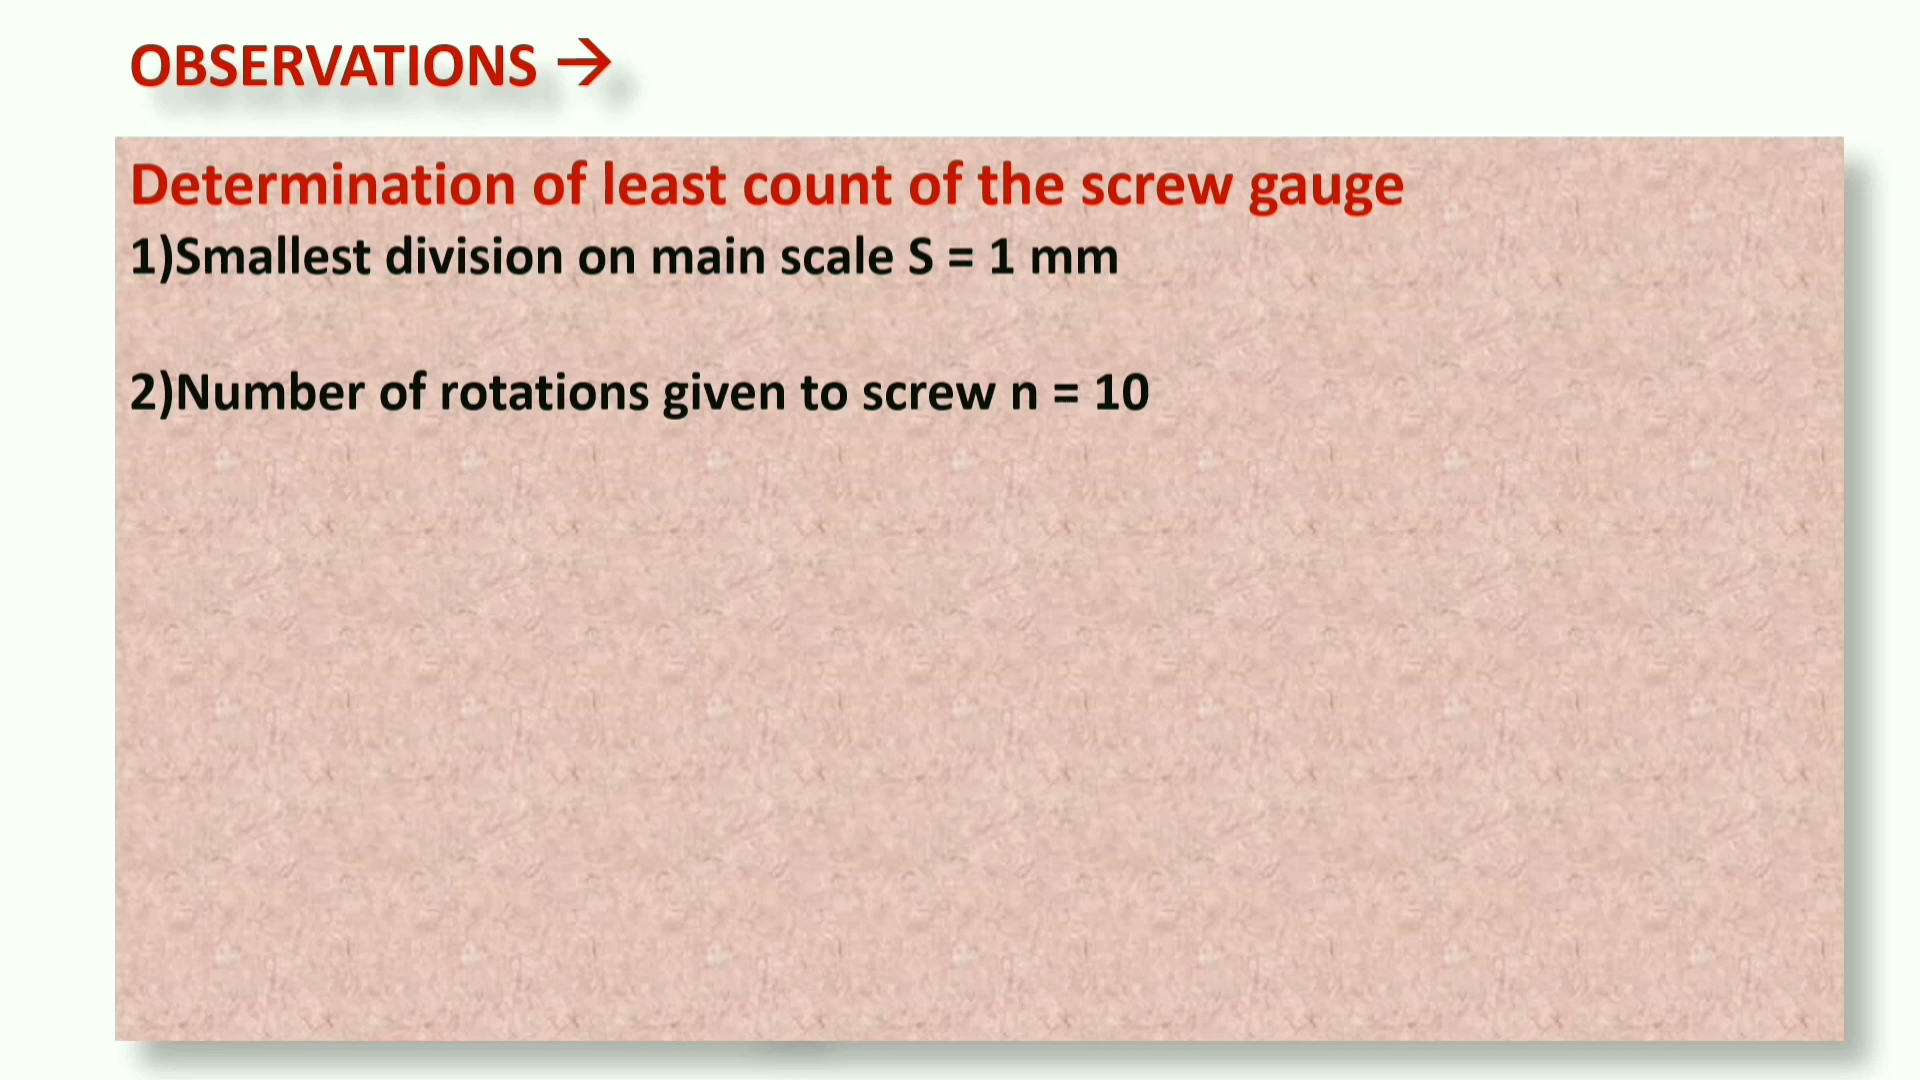 OBSERVATIONS →
Determination of least count of the screw gauge
1)Smallest division on main scale S = 1 mm
2)Number of rotations given to screw n = 10